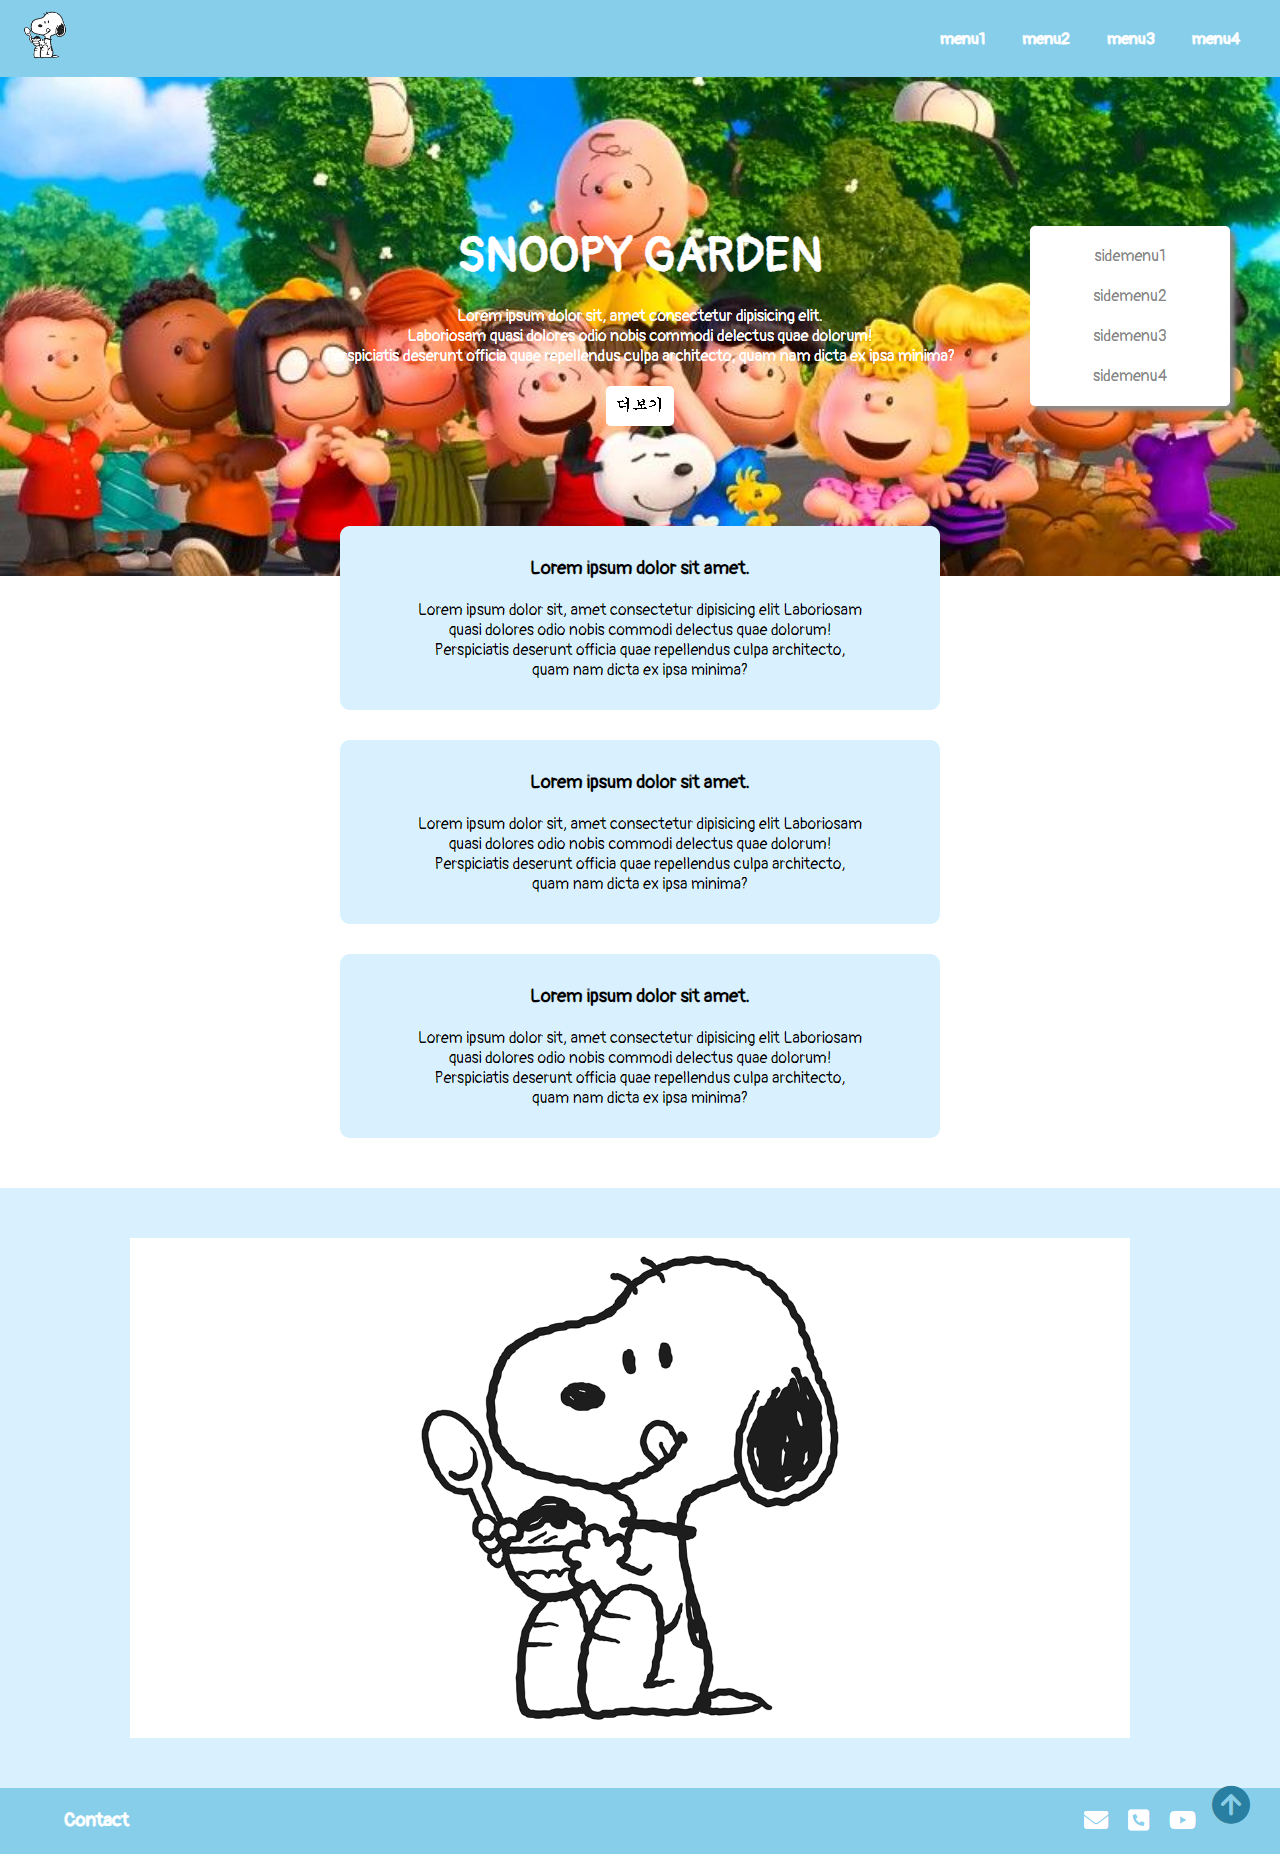 menu1 menu2 menu3 menu4
SNOOPY GARDEN
Lorem ipsum dolor sit, amet consectetur dipisicing elit.
Laboriosam quasi dolores odio nobis commodi delectus quae dolorum!
Perspiciatis deserunt officia quae repellendus culpa architecto, quam nam dicta ex ipsa minima?
더보기
sidemenu1
sidemenu2
sidemenu3
sidemenu4
Lorem ipsum dolor sit amet.
Lorem ipsum dolor sit, amet consectetur dipisicing elit Laboriosam
quasi dolores odio nobis commodi delectus quae dolorum!
Perspiciatis deserunt officia quae repellendus culpa architecto,
quam nam dicta ex ipsa minima?
Lorem ipsum dolor sit amet.
Lorem ipsum dolor sit, amet consectetur dipisicing elit Laboriosam
quasi dolores odio nobis commodi delectus quae dolorum!
Perspiciatis deserunt officia quae repellendus culpa architecto,
quam nam dicta ex ipsa minima?
Lorem ipsum dolor sit amet.
Lorem ipsum dolor sit, amet consectetur dipisicing elit Laboriosam
quasi dolores odio nobis commodi delectus quae dolorum!
Perspiciatis deserunt officia quae repellendus culpa architecto,
quam nam dicta ex ipsa minima?
Contact